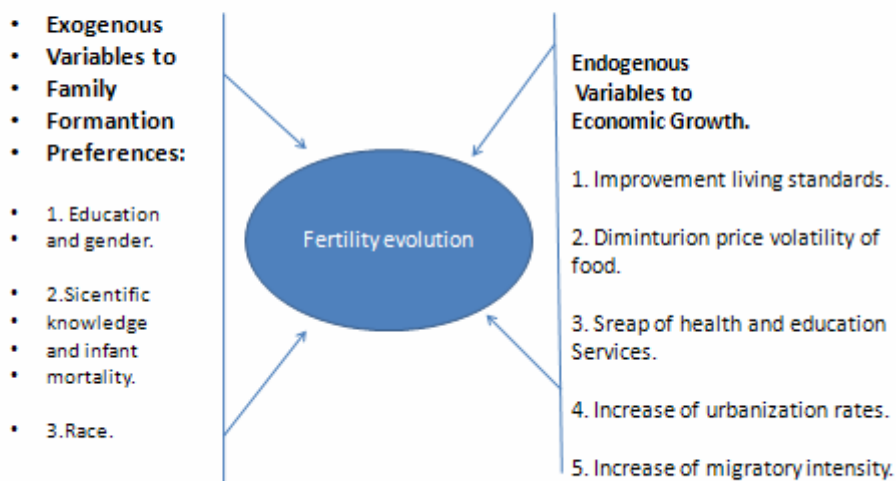 • Exogenous
• Variables to
• Family
• Formantion
• Preferences:
• 1. Education
• and gender.
• 2.Sicentific
• knowledge
• and infant
• mortality.
• 3.Race.
Fertility evolution
Endogenous
Variables to
Economic Growth.
1. Improvement living standards.
2. Diminturion price volatility of
food.
3. Sreap of health and education
Services.
4. Increase of urbanization rates.
5. Increase of migratory intensity.